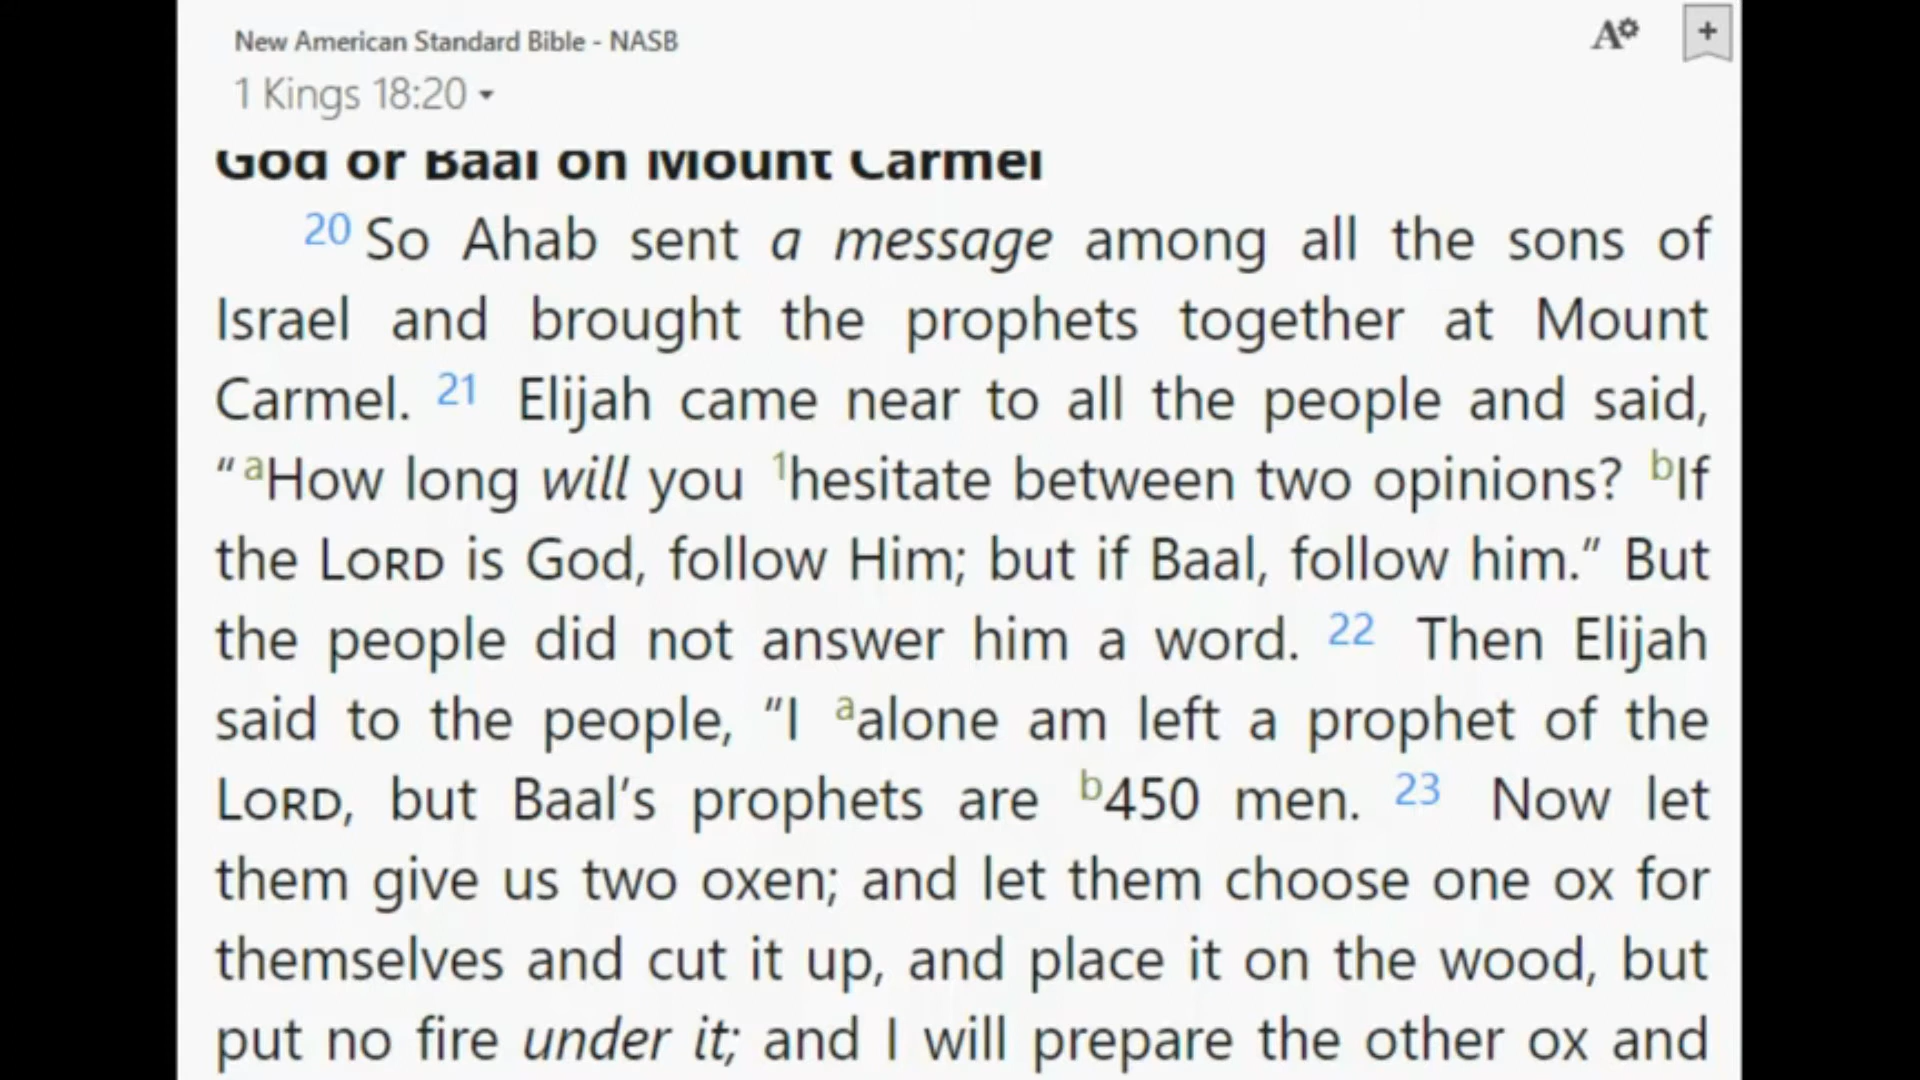 New American Standard Bible - NASB
1 Kings 18:20
God or Baal on Mount Carmel
20 So Ahab sent a message among all the sons of
Israel and brought the prophets together at Mount
Carmel. 21 Elijah came near to all the people and said,
“aHow long will you 1hesitate between two opinions? bIf
the LORD is God, follow Him; but if Baal, follow him.” But
the people did not answer him a word. 22 Then Elijah
said to the people, “I aalone am left a prophet of the
LORD, but Baal’s prophets are b450 men. 23 Now let
them give us two oxen; and let them choose one ox for
themselves and cut it up, and place it on the wood, but
put no fire under it; and I will prepare the other ox and